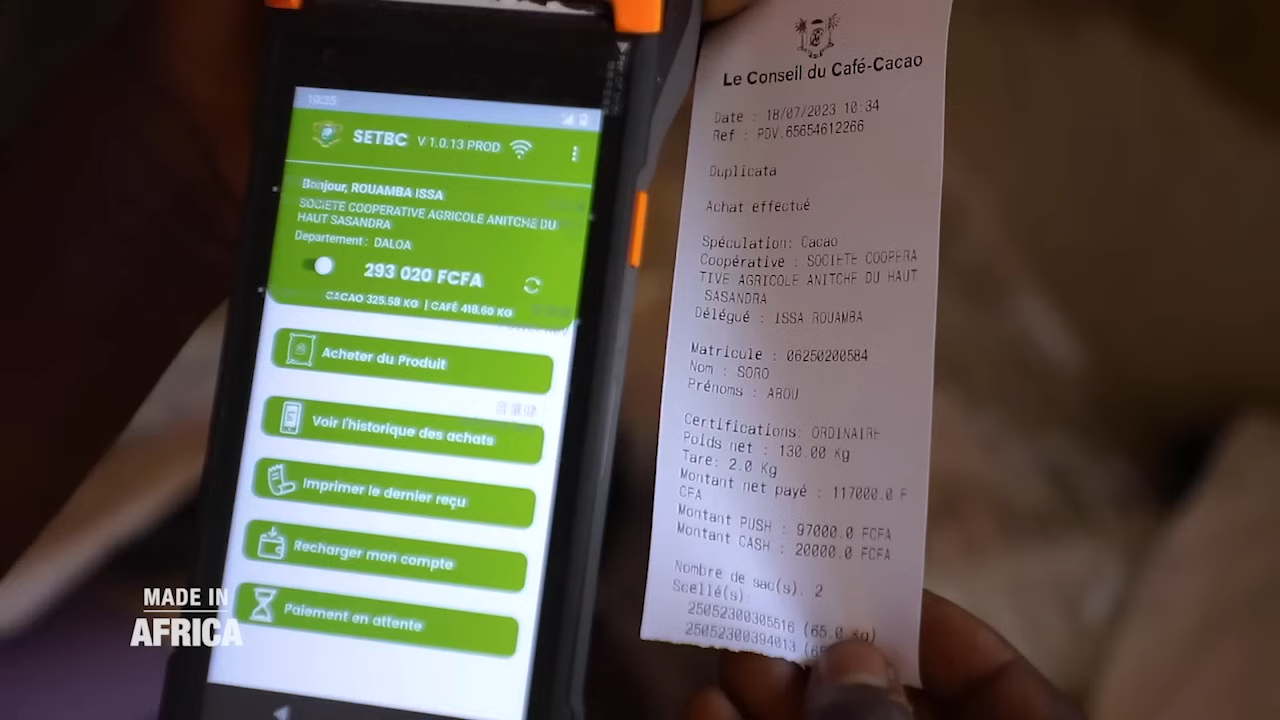 10:35
SETBC V 1.0.13 PROD
Bonjour, ROUAMBA ISSA
SOCIETE COOPERATIVE AGRICOLE ANITCHE DU
HAUT SASANDRA
Departement : DALOA
293 020 FCFA
CACAO 325.58 KG | CAFÉ 418.60 KG
Acheter du Produit
Voir l'historique des achats
Imprimer le dernier reçu
Recharger mon compte
Paiement en attente
Le Conseil du Café-Cacao
Date : 18/07/2023 10:34
Ref : PDV.65654612266
Duplicata
Achat effectué
Spéculation: Cacao
Coopérative : SOCIETE COOPERA
TIVE AGRICOLE ANITCHE DU HAUT
SASANDRA
Délégué : ISSA ROUAMBA
Matricule : 06250200584
Nom : SORO
Prénoms : ABOU
Certifications: ORDINAIRE
Poids net : 130.00 Kg
Tare: 2.0 Kg
Montant net payé : 117000.0 F
CFA
Montant PUSH : 97000.0 FCFA
Montant CASH : 20000.0 FCFA
Nombre de sac(s). 2
Scellé(s)
25052300305516 (65.0 Kg)
25052300394013 (65
MADE IN
AFRICA